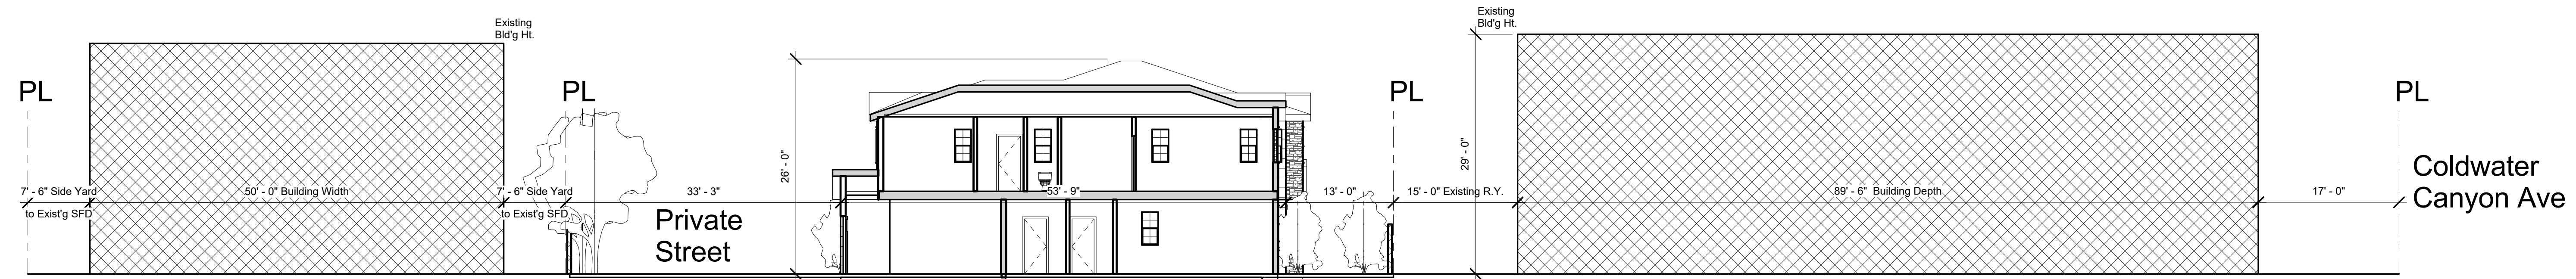 Existing
Bld'g Ht.
Existing
Bld'g Ht.
PL
PL
PL
PL
26' - 0"
29' - 0"
7' - 6" Side Yard
to Exist'g SFD
50' - 0" Building Width
7' - 6" Side Yard
to Exist'g SFD
33' - 3"
Private
Street
53' - 9"
13' - 0"
15' - 0" Existing R.Y.
89' - 6" Building Depth
17' - 0"
Coldwater
Canyon Ave